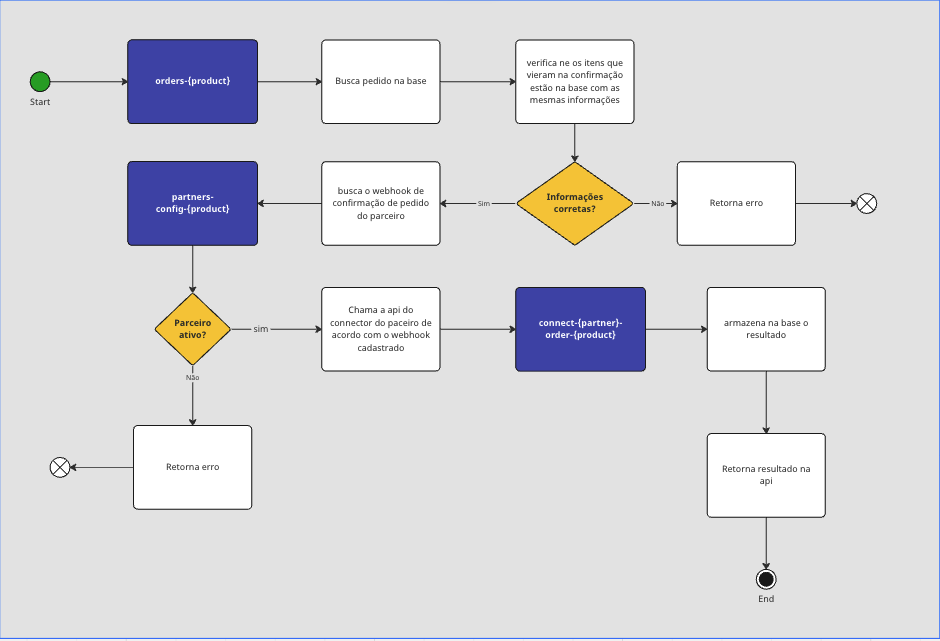 Start
orders-{product}
Busca pedido na base
verifica ne os itens que
vieram na confirmação
estão na base com as
mesmas informações
partners-
config-{product}
busca o webhook de
confirmação de pedido
do parceiro
Sim
Informações
corretas?
Não
Retorna erro
Parceiro
ativo?
sim
Chama a api do
connector do paceiro de
acordo com o webhook
cadastrado
connect-{partner}-
order-{product}
armazena na base o
resultado
Não
Retorna erro
Retorna resultado na
api
End